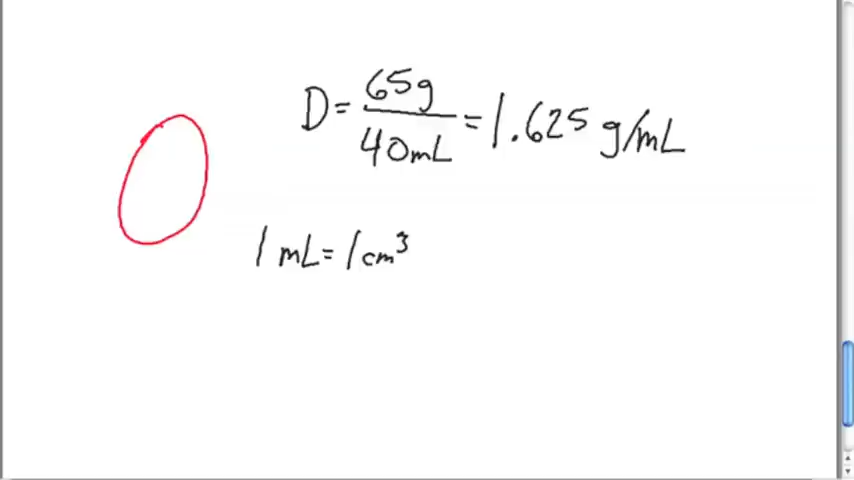 D = 65g / 40mL = 1.625 g/mL
1 mL = 1 cm³